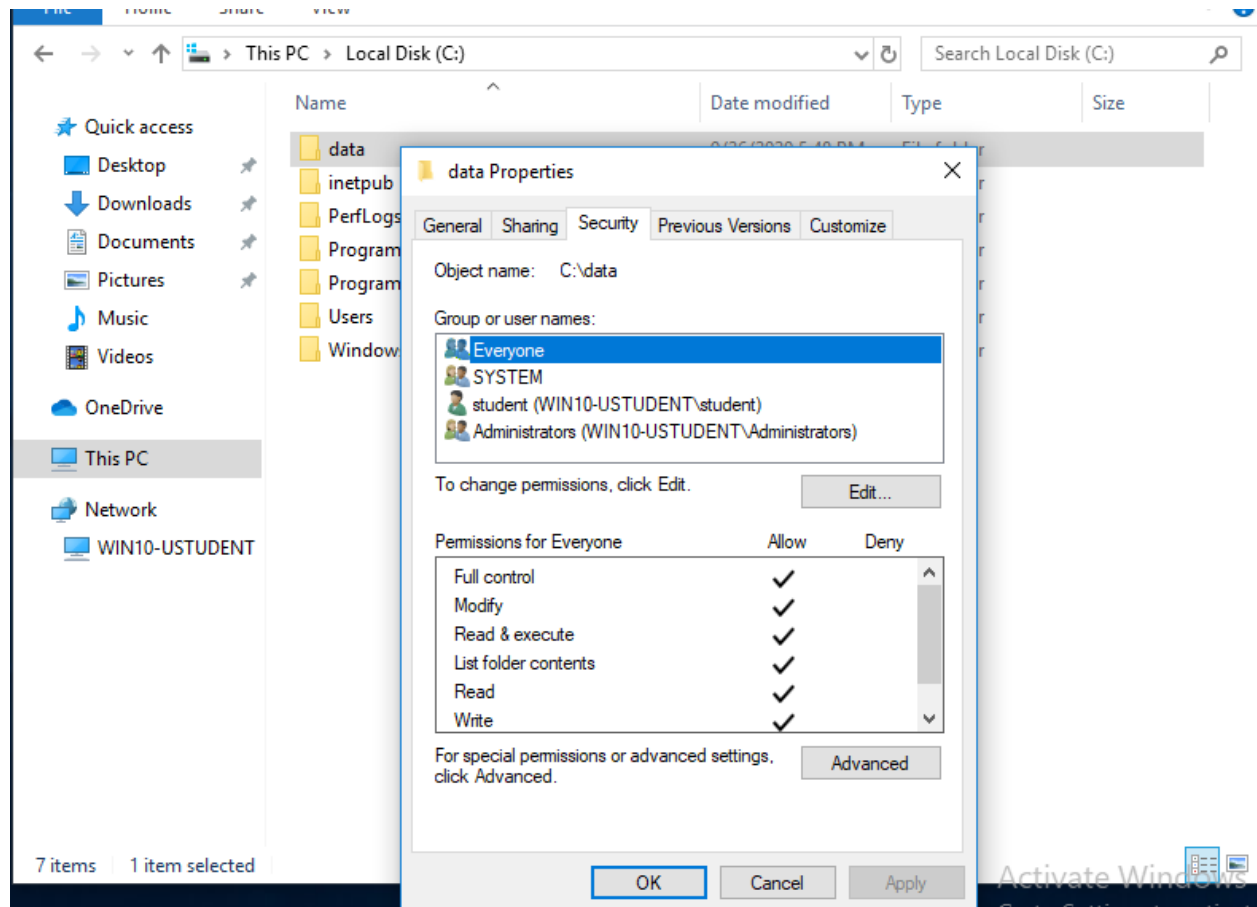 View
This PC > Local Disk (C:)
Search Local Disk (C:)
Name Date modified Type Size
Quick access
Desktop
Downloads
Documents
Pictures
Music
Videos
OneDrive
This PC
Network
WIN10-USTUDENT
data
inetpub
PerfLogs
Program
Program
Users
Window
data Properties
General Sharing Security Previous Versions Customize
Object name: C:\data
Group or user names:
Everyone
SYSTEM
student (WIN10-USTUDENT\student)
Administrators (WIN10-USTUDENT\Administrators)
To change permissions, click Edit.
Edit...
Permissions for Everyone Allow Deny
Full control
Modify
Read & execute
List folder contents
Read
Write
For special permissions or advanced settings,
click Advanced.
Advanced
OK Cancel Apply
7 items 1 item selected
Activate Windows